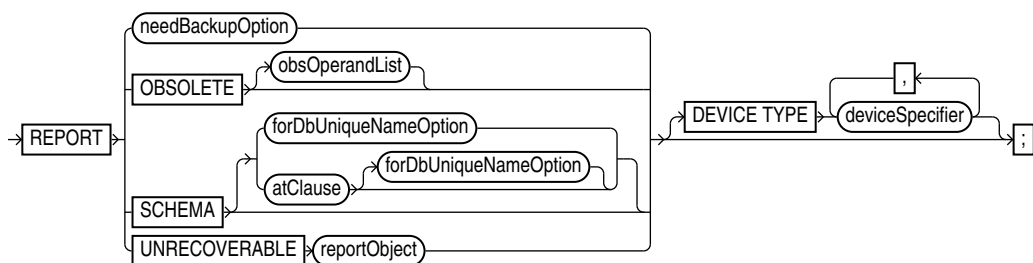 needBackupOption
obsOperandList
OBSOLETE
,
forDbUniqueNameOption
DEVICE TYPE deviceSpecifier
REPORT ;
forDbUniqueNameOption
atClause
SCHEMA
UNRECOVERABLE reportObject